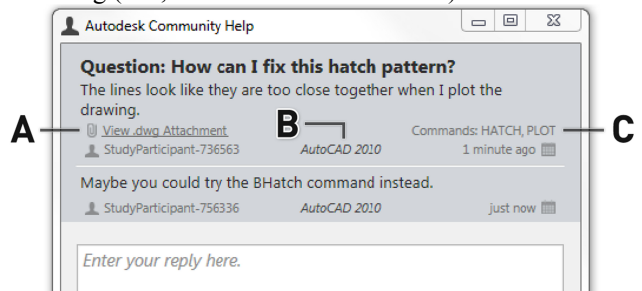 Autodesk Community Help
Question: How can I fix this hatch pattern?
The lines look like they are too close together when I plot the
drawing.
A View .dwg Attachment B Commands: HATCH, PLOT C
StudyParticipant-736563 AutoCAD 2010 1 minute ago
Maybe you could try the BHatch command instead.
StudyParticipant-756336 AutoCAD 2010 just now
Enter your reply here.